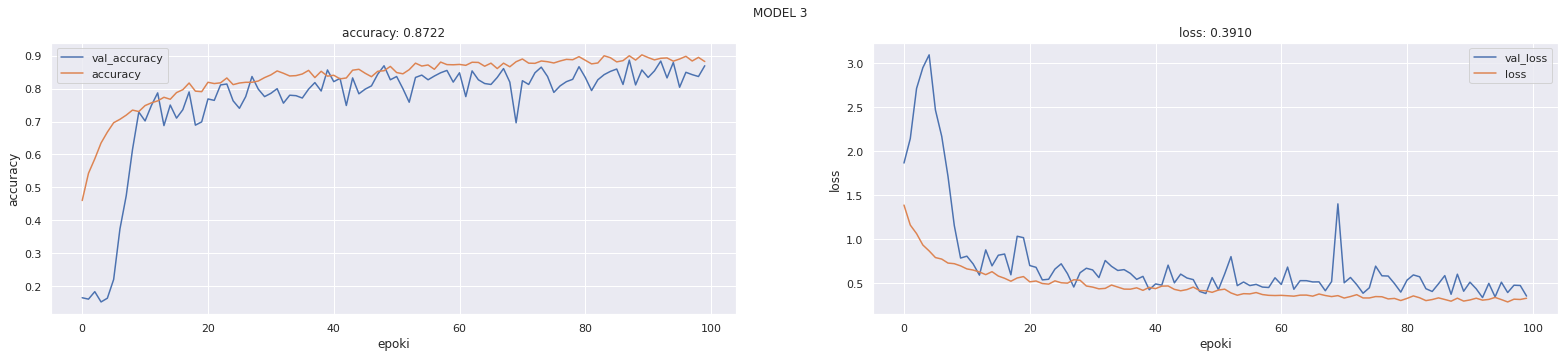 MODEL 3
accuracy: 0.8722
val_accuracy
accuracy
accuracy
0.9
0.8
0.7
0.6
0.5
0.4
0.3
0.2
0 20 40 60 80 100
epoki
loss: 0.3910
val_loss
loss
loss
3.0
2.5
2.0
1.5
1.0
0.5
0 20 40 60 80 100
epoki